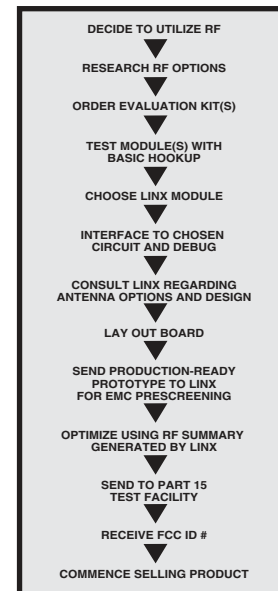 DECIDE TO UTILIZE RF
RESEARCH RF OPTIONS
ORDER EVALUATION KIT(S)
TEST MODULE(S) WITH
BASIC HOOKUP
CHOOSE LINX MODULE
INTERFACE TO CHOSEN
CIRCUIT AND DEBUG
CONSULT LINX REGARDING
ANTENNA OPTIONS AND DESIGN
LAY OUT BOARD
SEND PRODUCTION-READY
PROTOTYPE TO LINX
FOR EMC PRESCREENING
OPTIMIZE USING RF SUMMARY
GENERATED BY LINX
SEND TO PART 15
TEST FACILITY
RECEIVE FCC ID #
COMMENCE SELLING PRODUCT